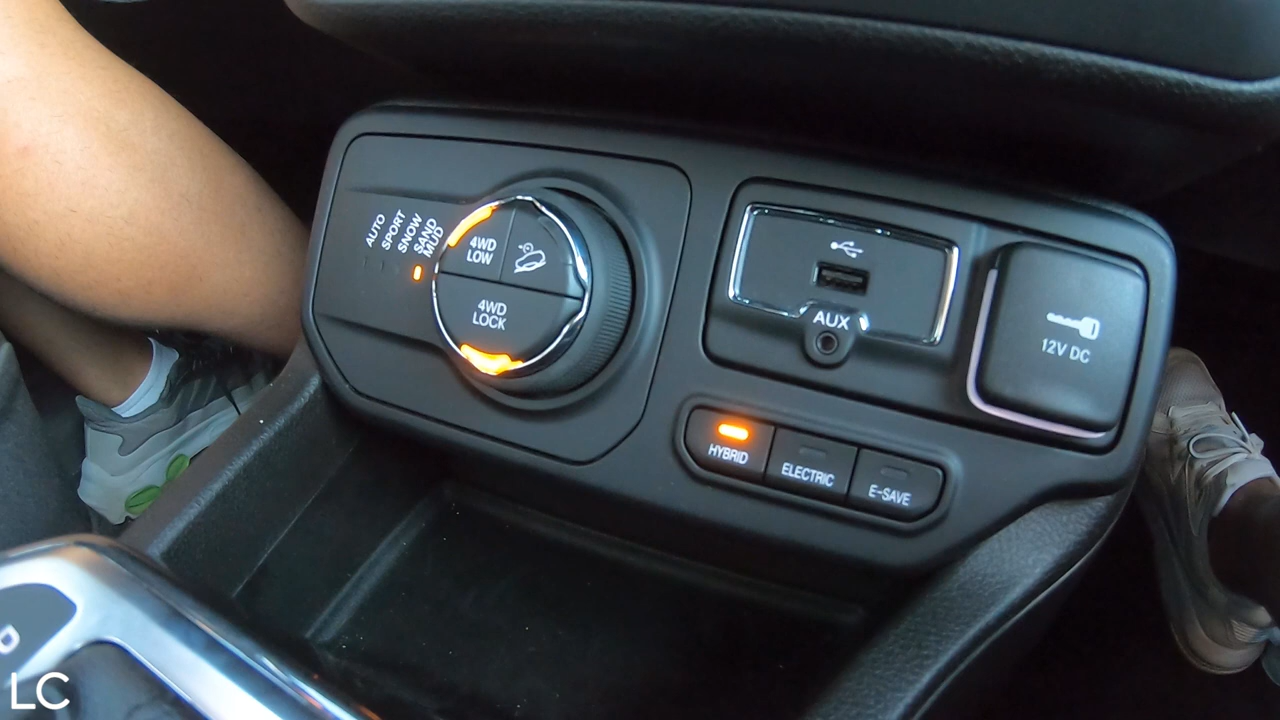 AUTO
SPORT
SNOW
SAND
MUD
4WD
LOW
4WD
LOCK
AUX
12V DC
HYBRID
ELECTRIC
E-SAVE
D
LC